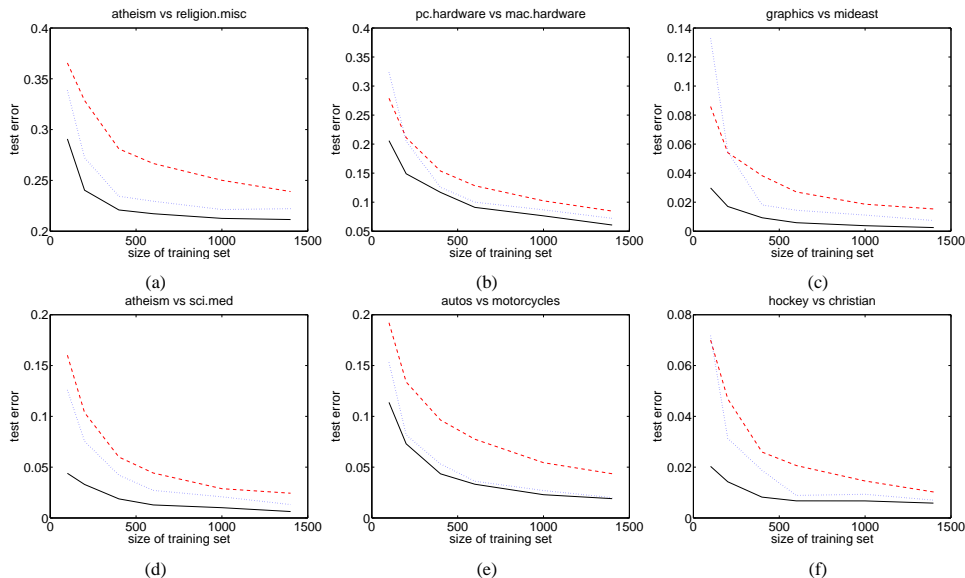 atheism vs religion.misc
0.4
0.35
0.3
0.25
0.2
test error
0
500
1000
1500
size of training set
(a)
pc.hardware vs mac.hardware
0.4
0.35
0.3
0.25
0.2
0.15
0.1
0.05
test error
0
500
1000
1500
size of training set
(b)
graphics vs mideast
0.14
0.12
0.1
0.08
0.06
0.04
0.02
0
test error
0
500
1000
1500
size of training set
(c)
atheism vs sci.med
0.2
0.15
0.1
0.05
0
test error
0
500
1000
1500
size of training set
(d)
autos vs motorcycles
0.2
0.15
0.1
0.05
0
test error
0
500
1000
1500
size of training set
(e)
hockey vs christian
0.08
0.06
0.04
0.02
0
test error
0
500
1000
1500
size of training set
(f)